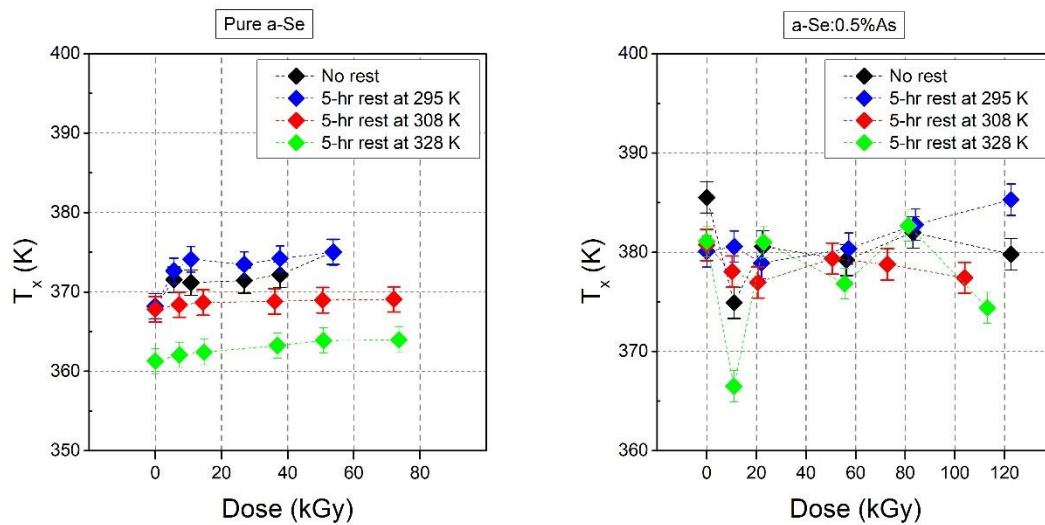 Pure a-Se
400
390
380
370
360
350
T_x (K)
No rest
5-hr rest at 295 K
5-hr rest at 308 K
5-hr rest at 328 K
0 20 40 60 80
Dose (kGy)
a-Se:0.5%As
400
390
380
370
360
T_x (K)
No rest
5-hr rest at 295 K
5-hr rest at 308 K
5-hr rest at 328 K
0 20 40 60 80 100 120
Dose (kGy)